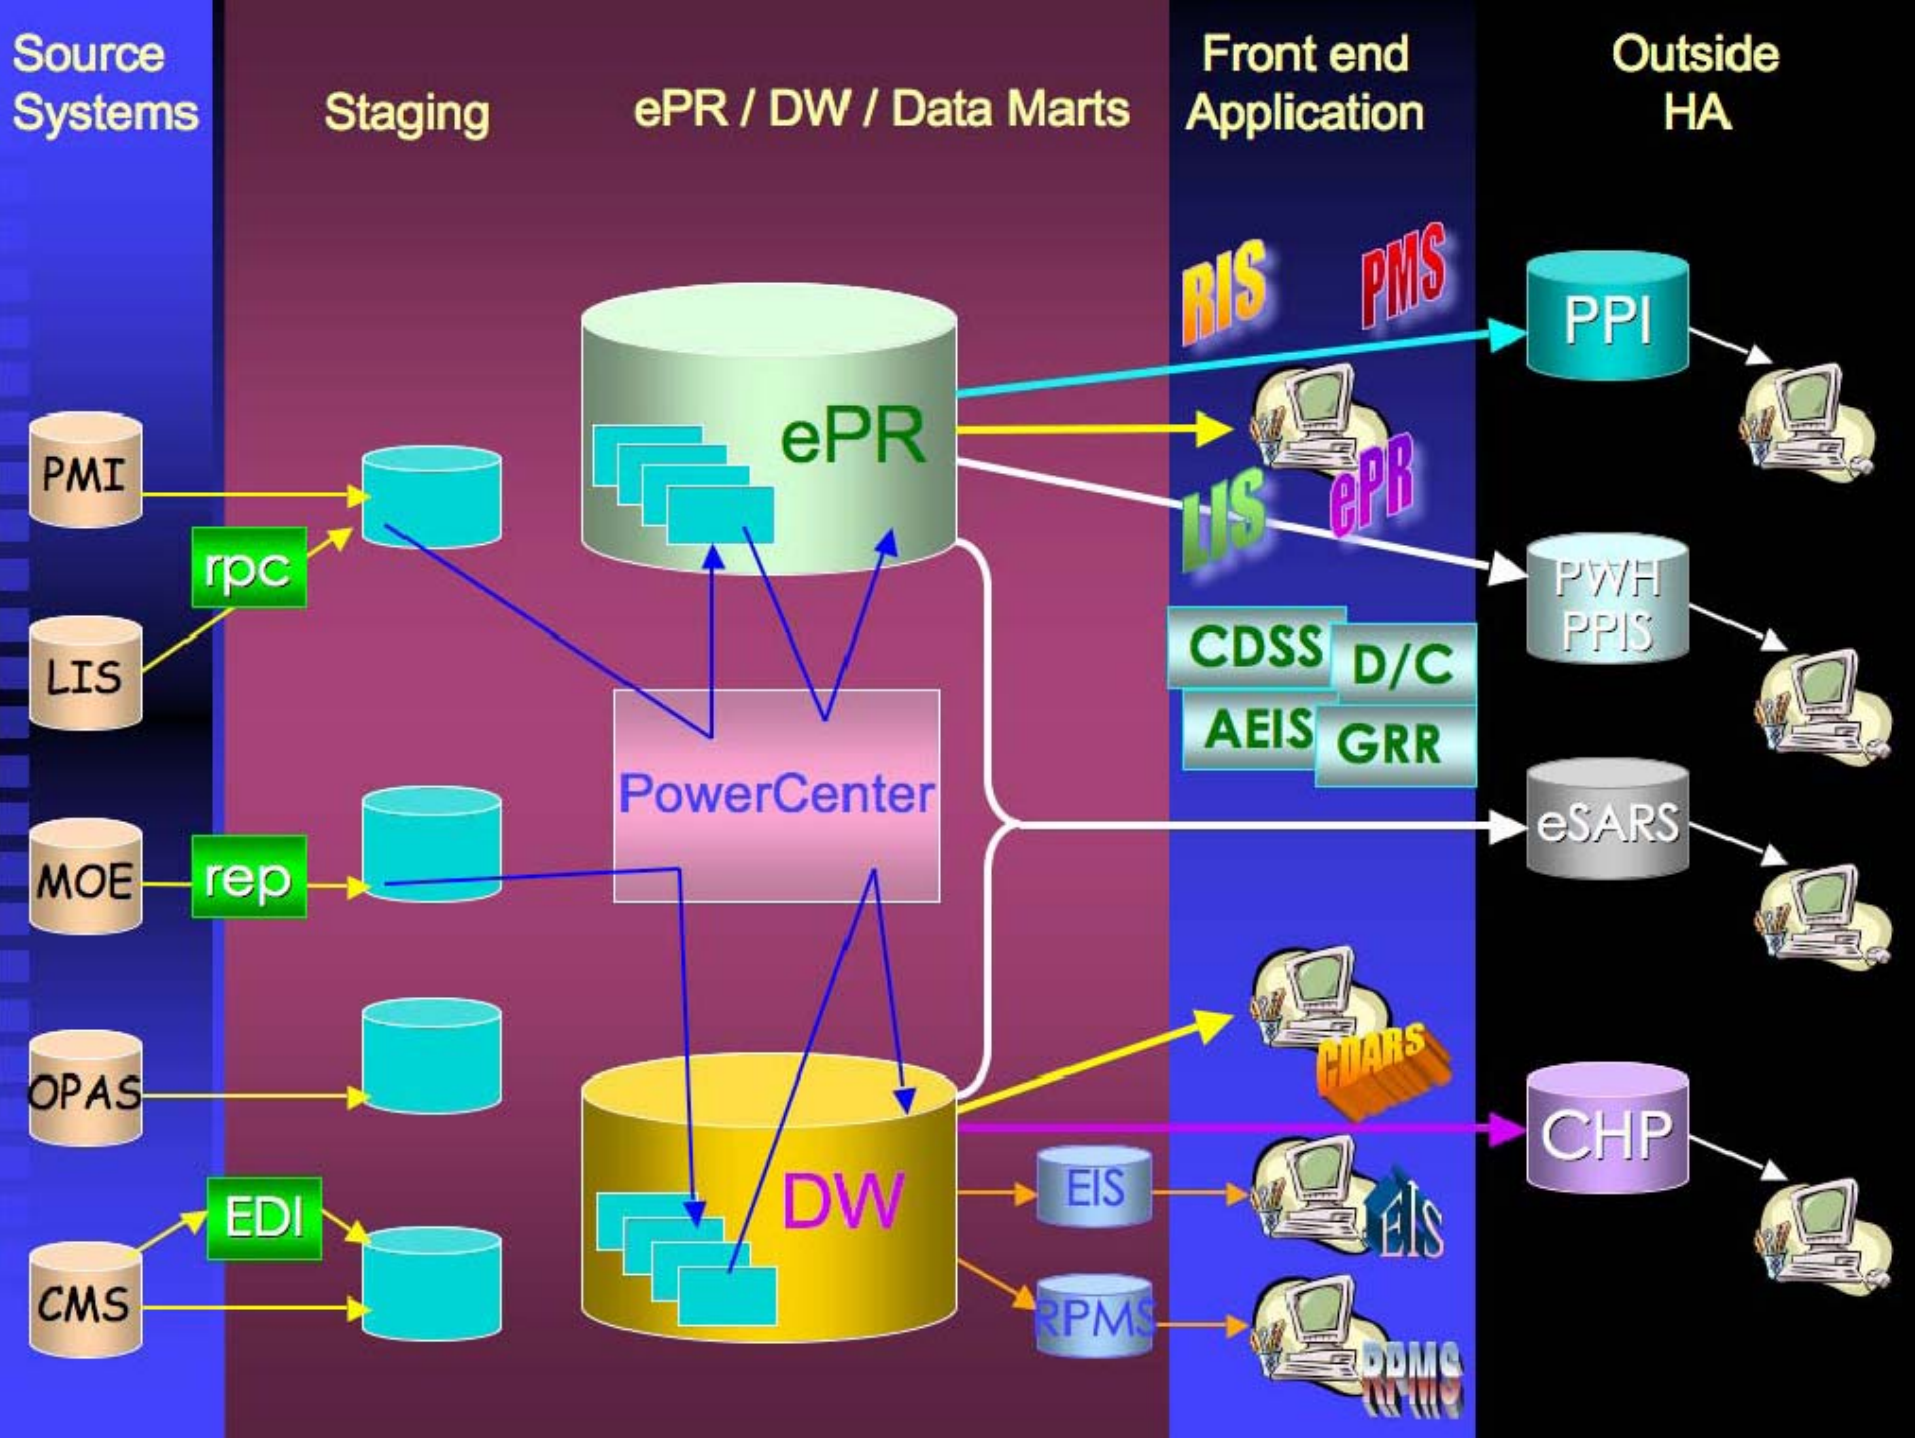 Source
Systems
Staging
ePR / DW / Data Marts
Front end
Application
Outside
HA
PMI
rpc
LIS
MOE
rep
OPAS
EDI
CMS
ePR
PowerCenter
DW
EIS
RPMS
RIS
PMS
LIS
ePR
CDSS
D/C
AEIS
GRR
CDARS
EIS
RPMS
PPI
PWH
PPIS
eSARS
CHP